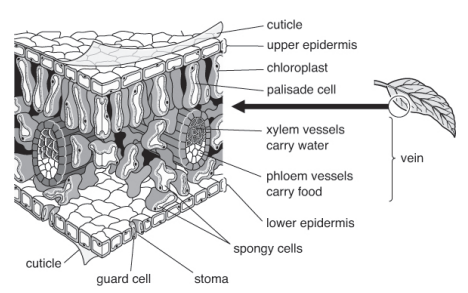 cuticle
upper epidermis
chloroplast
palisade cell
xylem vessels
carry water
vein
phloem vessels
carry food
lower epidermis
spongy cells
cuticle
guard cell
stoma